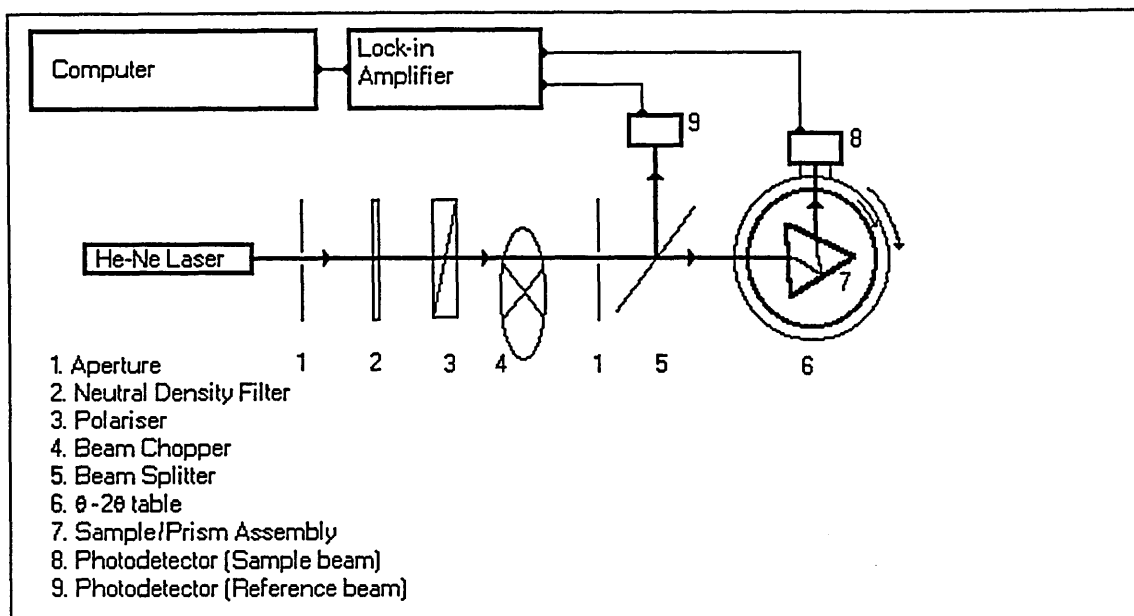 Computer
Lock-in
Amplifier
9
8
He-Ne Laser
7
1 2 3 4 1 5 6
1. Aperture
2. Neutral Density Filter
3. Polariser
4. Beam Chopper
5. Beam Splitter
6. θ-2θ table
7. Sample/Prism Assembly
8. Photodetector (Sample beam)
9. Photodetector (Reference beam)